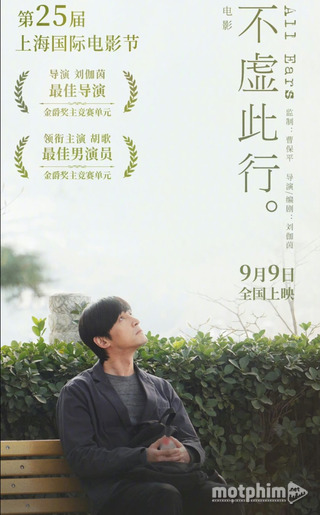 第25届
上海国际电影节
导演 刘伽茵
最佳导演
金爵奖主竞赛单元
领衔主演 胡歌
最佳男演员
金爵奖主竞赛单元
电影
不虚此行。
All Ears
监制：曹保平 导演/编剧：刘伽茵
9月9日
全国上映
motphim